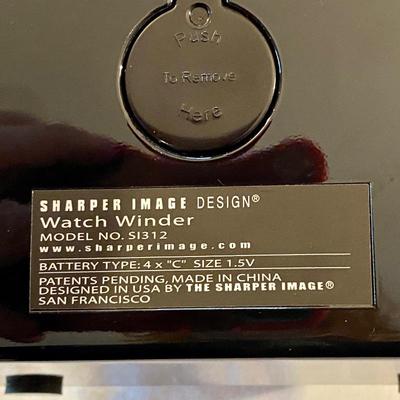 Push
To Remove
Here
SHARPER IMAGE DESIGN®
Watch Winder
MODEL NO. SI312
www.sharperimage.com
BATTERY TYPE: 4 x "C" SIZE 1.5V
PATENTS PENDING, MADE IN CHINA
DESIGNED IN USA BY THE SHARPER IMAGE®
SAN FRANCISCO